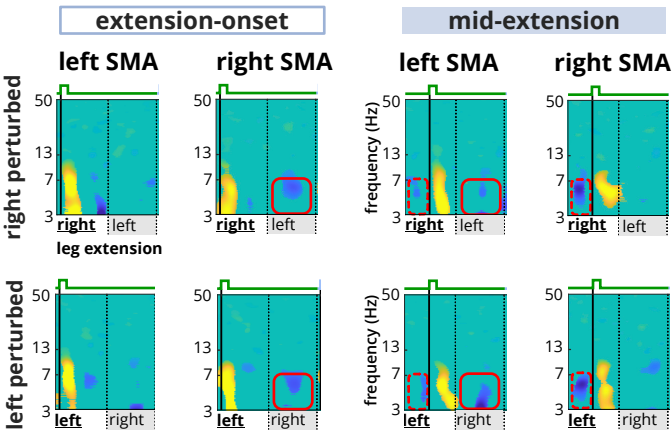 extension-onset mid-extension
left SMA right SMA left SMA right SMA
right perturbed
50 50 frequency (Hz) 50 50
13 13 13 13
7 7 7 7
3 3 3 3
right left right left right left right left
leg extension
left perturbed
50 50 frequency (Hz) 50 50
13 13 13 13
7 7 7 7
3 3 3 3
left right left right left right left right